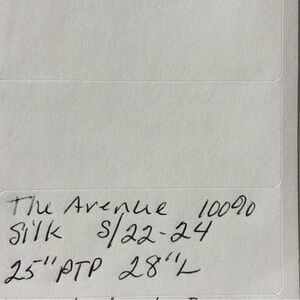 The Avenue 100%
Silk S/22-24
25" PTP 28"L